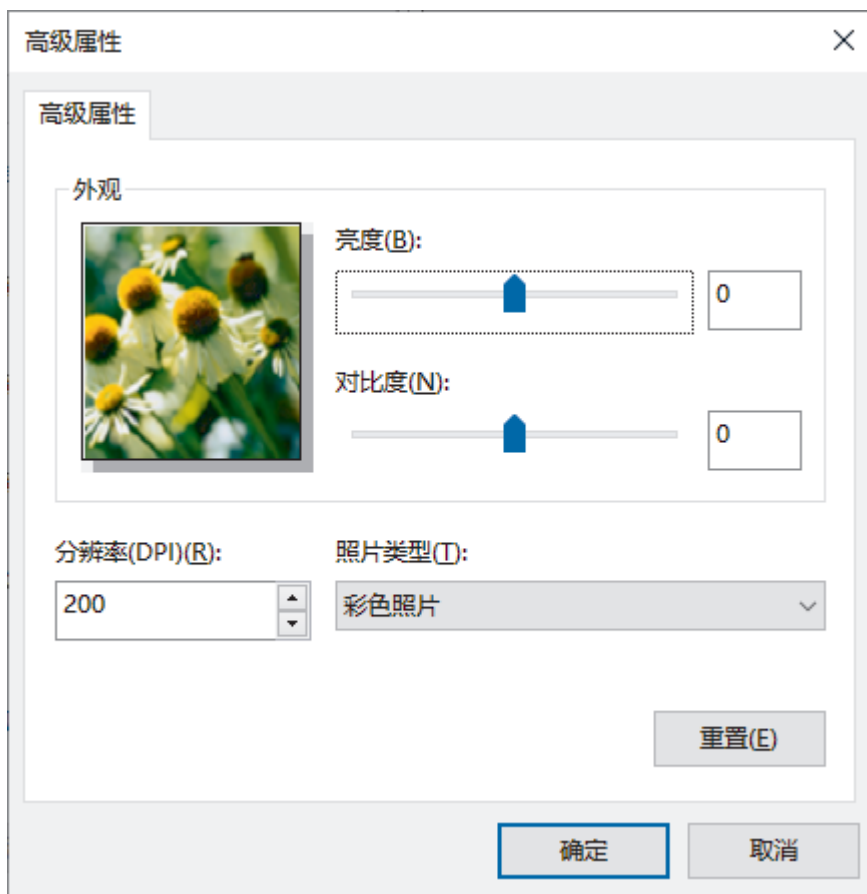 高级属性
高级属性
外观
亮度(B):
0
对比度(N):
0
分辨率(DPI)(R):
照片类型(T):
200
彩色照片
重置(E)
确定
取消